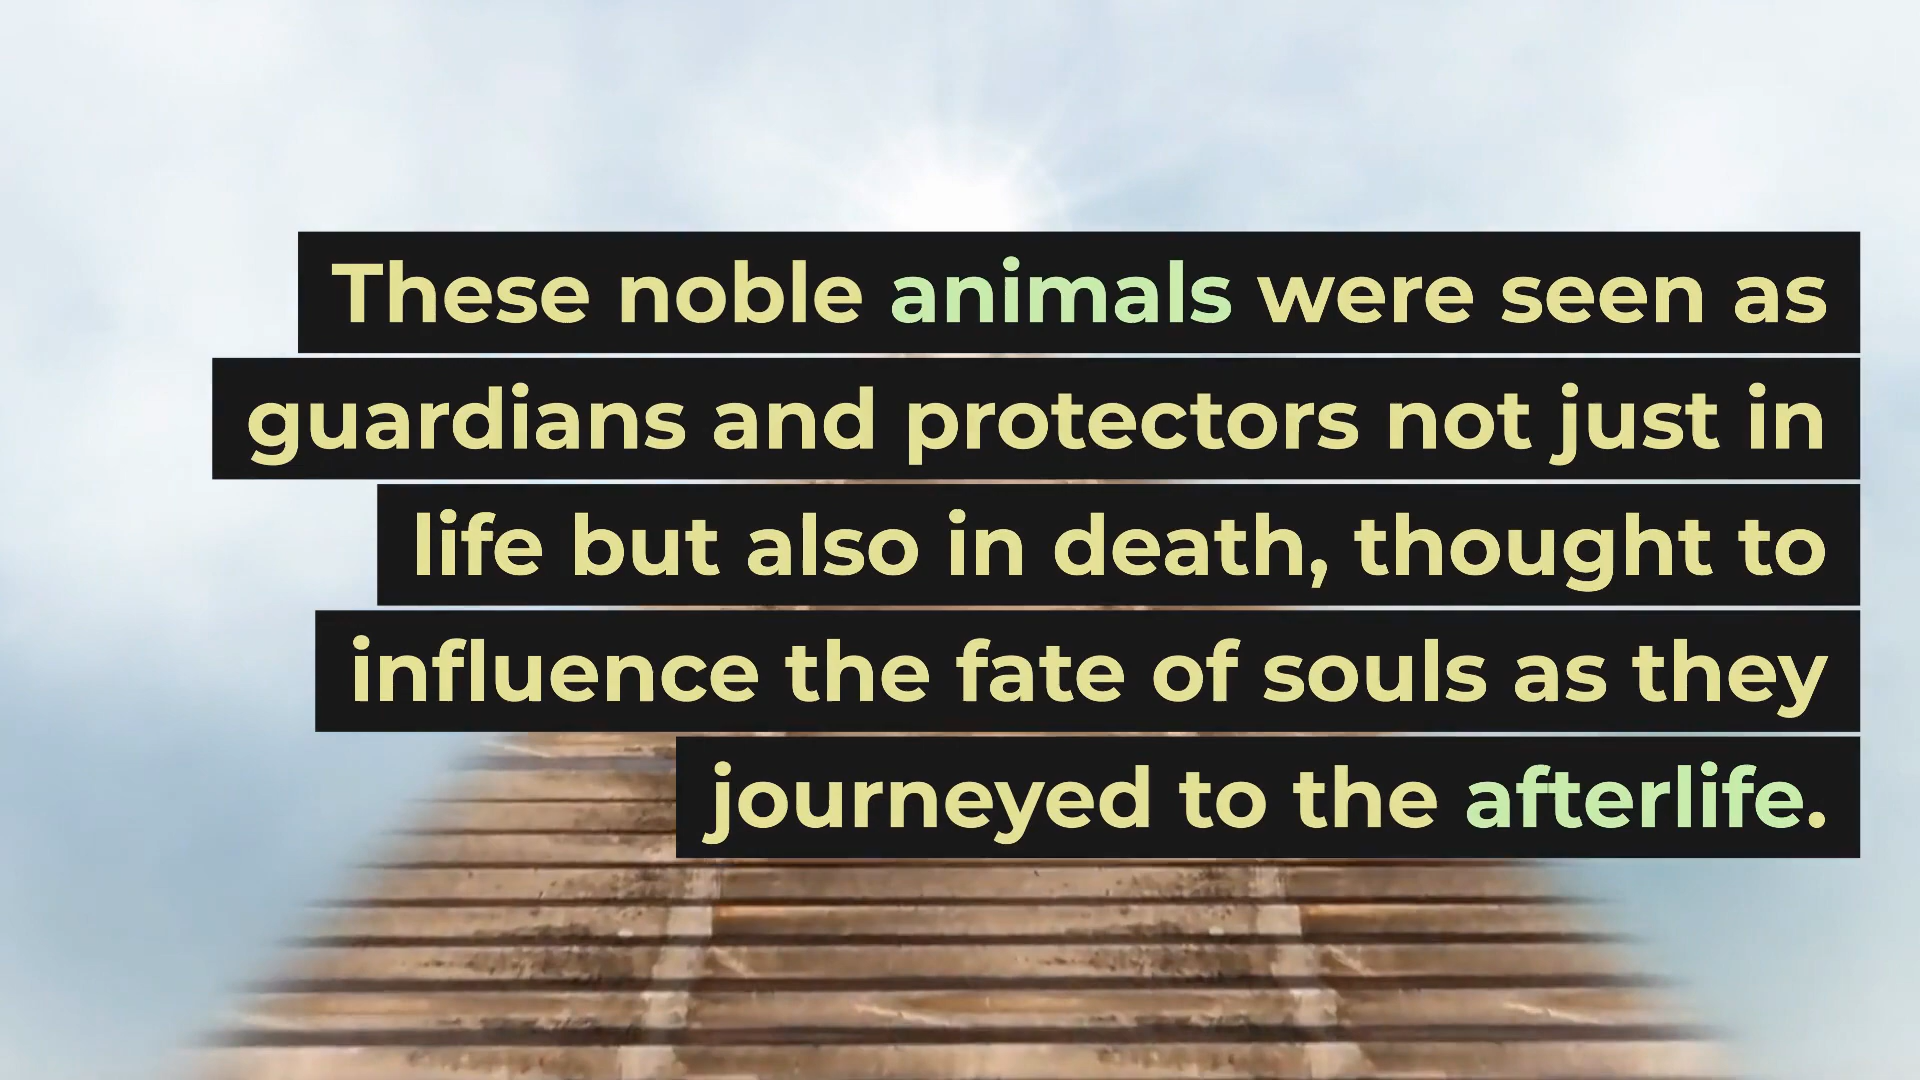 These noble animals were seen as
guardians and protectors not just in
life but also in death, thought to
influence the fate of souls as they
journeyed to the afterlife.